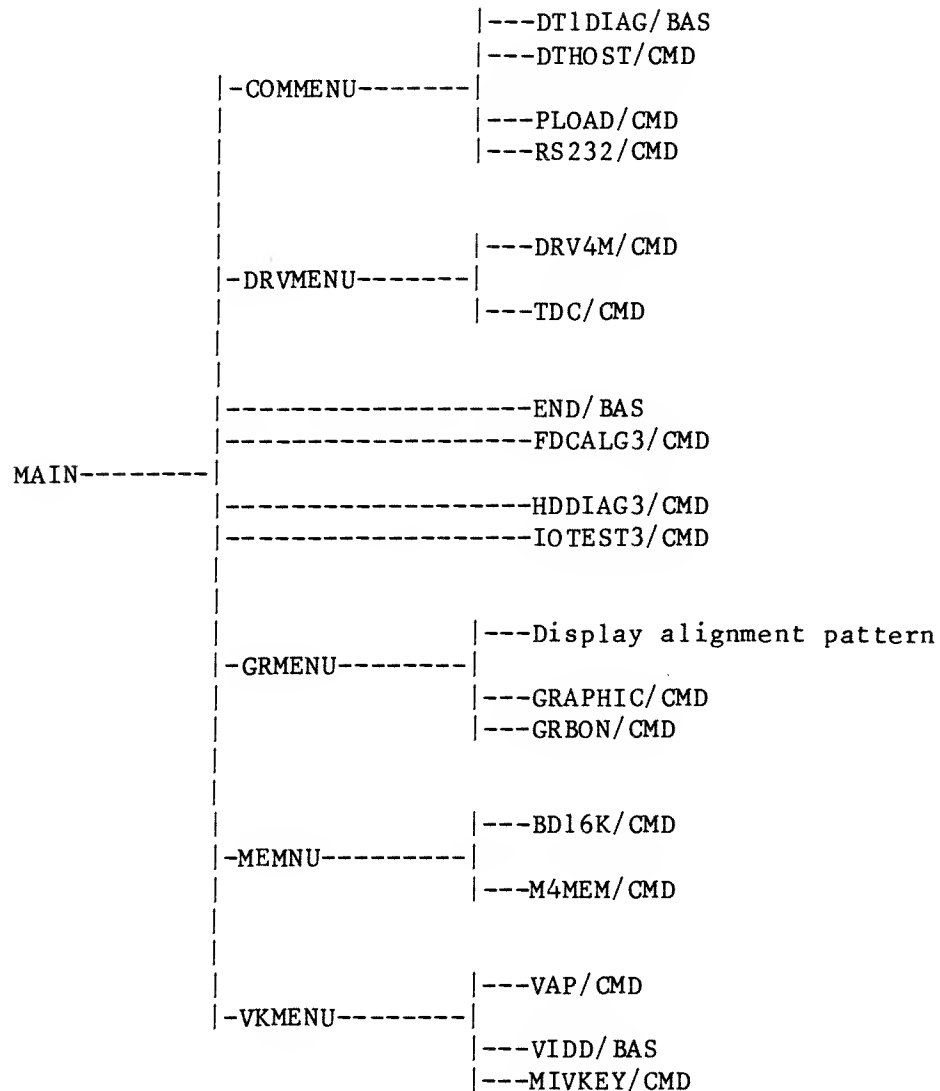 |---DT1DIAG/BAS
|---DTHOST/CMD
|-COMMENU-------|
|---PLOAD/CMD
|---RS232/CMD
|---DRV4M/CMD
|-DRVMENU-------|
|---TDC/CMD
|------------------END/BAS
|------------------FDCALG3/CMD
MAIN--------|
|------------------HDDIAG3/CMD
|------------------IOTEST3/CMD
|---Display alignment pattern
|-GRMENU--------|
|---GRAPHIC/CMD
|---GRBON/CMD
|---BD16K/CMD
|-MEMNU---------|
|---M4MEM/CMD
|---VAP/CMD
|-VKMENU--------|
|---VIDD/BAS
|---MIVKEY/CMD